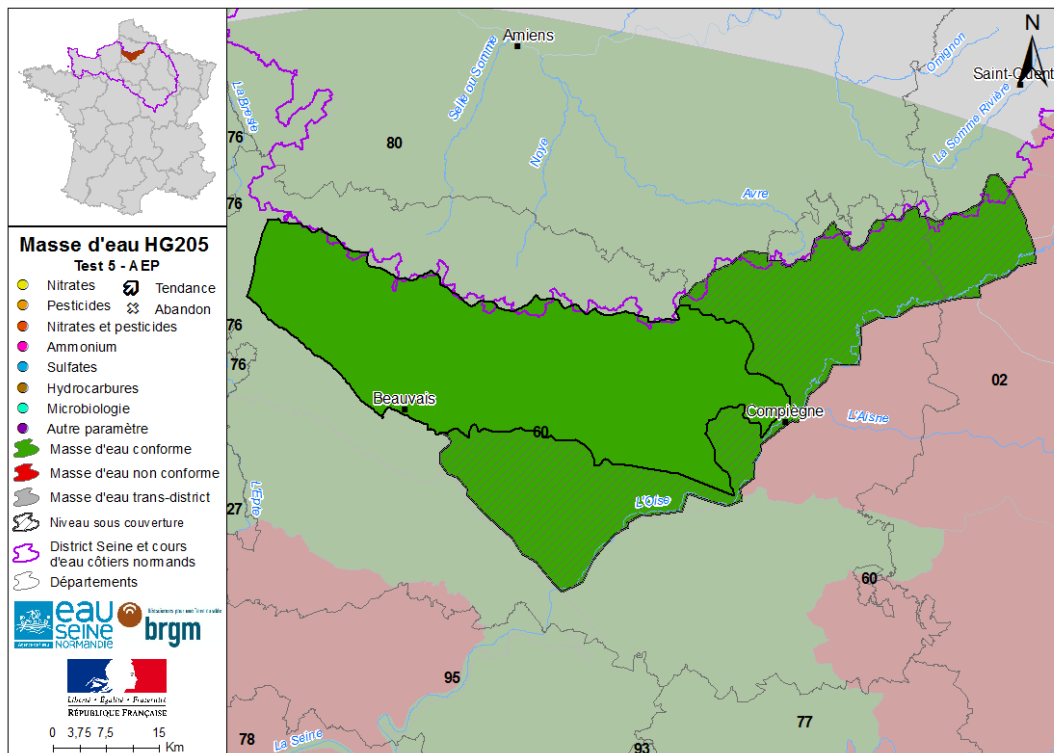 Masse d'eau HG205
Test 5 - AEP
Nitrates
Tendance
Pesticides
Abandon
Nitrates et pesticides
Ammonium
Sulfates
Hydrocarbures
Microbiologie
Autre paramètre
Masse d'eau conforme
Masse d'eau non conforme
Masse d'eau trans-district
Niveau sous couverture
District Seine et cours
d'eau côtiers normands
Départements
eau
SEINE
NORMANDIE
brgm
Liberté • Égalité • Fraternité
RÉPUBLIQUE FRANÇAISE
0 3,75 7,5 15
Km
N
Amiens
Saint-Quent
Omignon
La Somme Rivière
Selle ou Somme
La Bresle
Noye
Avre
76
80
76
76
76
02
Beauvais
Compiègne
L'Aisne
60
L'Oise
L'Epte
27
60
95
77
78
La Seine
93